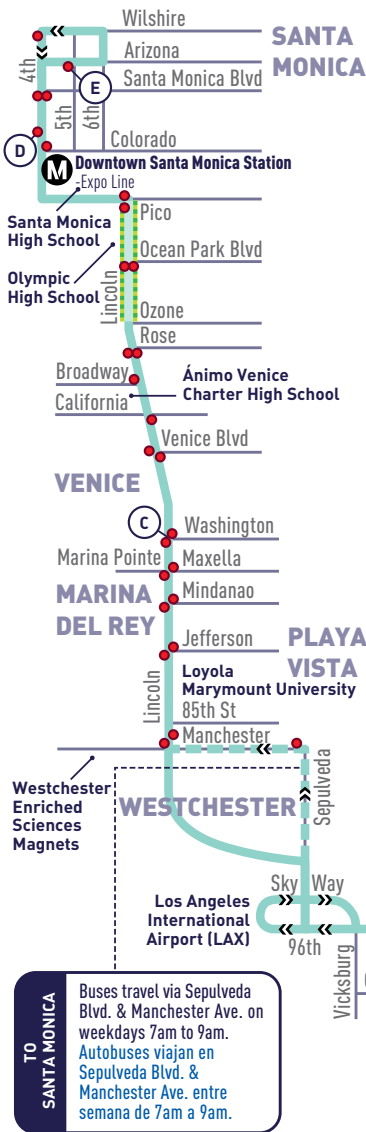 Wilshire
SANTA
MONICA
4th
Arizona
Santa Monica Blvd
E
5th
6th
D
Colorado
M
Downtown Santa Monica Station
-Expo Line
Santa Monica
High School
Pico
Olympic
High School
Ocean Park Blvd
Lincoln
Ozone
Rose
Broadway
Ánimo Venice
Charter High School
California
Venice Blvd
VENICE
C
Washington
Marina Pointe
Maxella
MARINA
DEL REY
Mindanao
Jefferson
PLAYA
VISTA
Loyola
Marymount University
Lincoln
85th St
Manchester
Westchester
Enriched
Sciences
Magnets
WESTCHESTER
Sepulveda
Sky Way
Los Angeles
International
Airport (LAX)
96th
Vicksburg
TO
SANTA MONICA
Buses travel via Sepulveda
Blvd. & Manchester Ave. on
weekdays 7am to 9am.
Autobuses viajan en
Sepulveda Blvd. &
Manchester Ave. entre
semana de 7am a 9am.